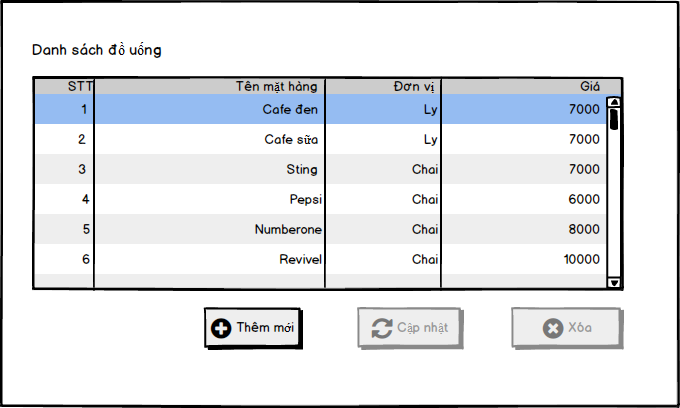 Danh sách đồ uống
STT Tên mặt hàng Đơn vị Giá
1 Cafe đen Ly 7000
2 Cafe sữa Ly 7000
3 Sting Chai 7000
4 Pepsi Chai 6000
5 Numberone Chai 8000
6 Revivel Chai 10000
Thêm mới Cập nhật Xóa